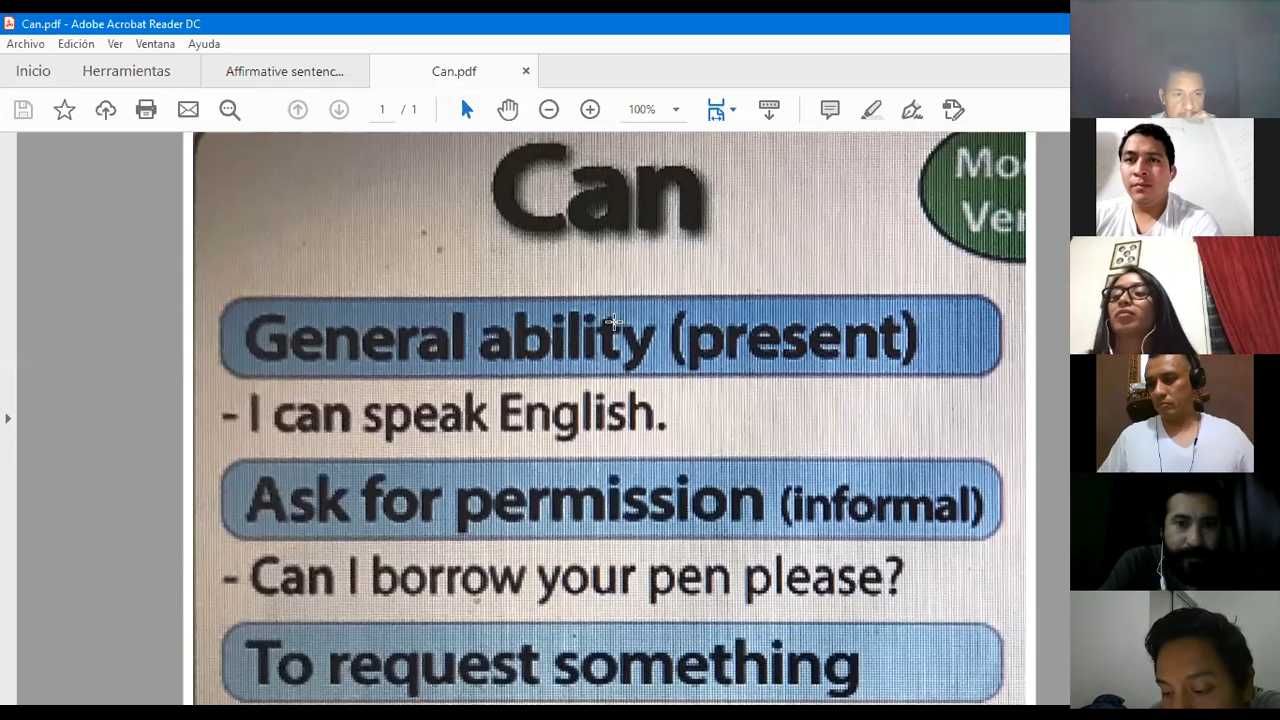 Can.pdf - Adobe Acrobat Reader DC
Archivo Edición Ver Ventana Ayuda
Inicio Herramientas Affirmative sentenc... Can.pdf
1 / 1 100%
Can
General ability (present)
- I can speak English.
Ask for permission (informal)
- Can I borrow your pen please?
To request something